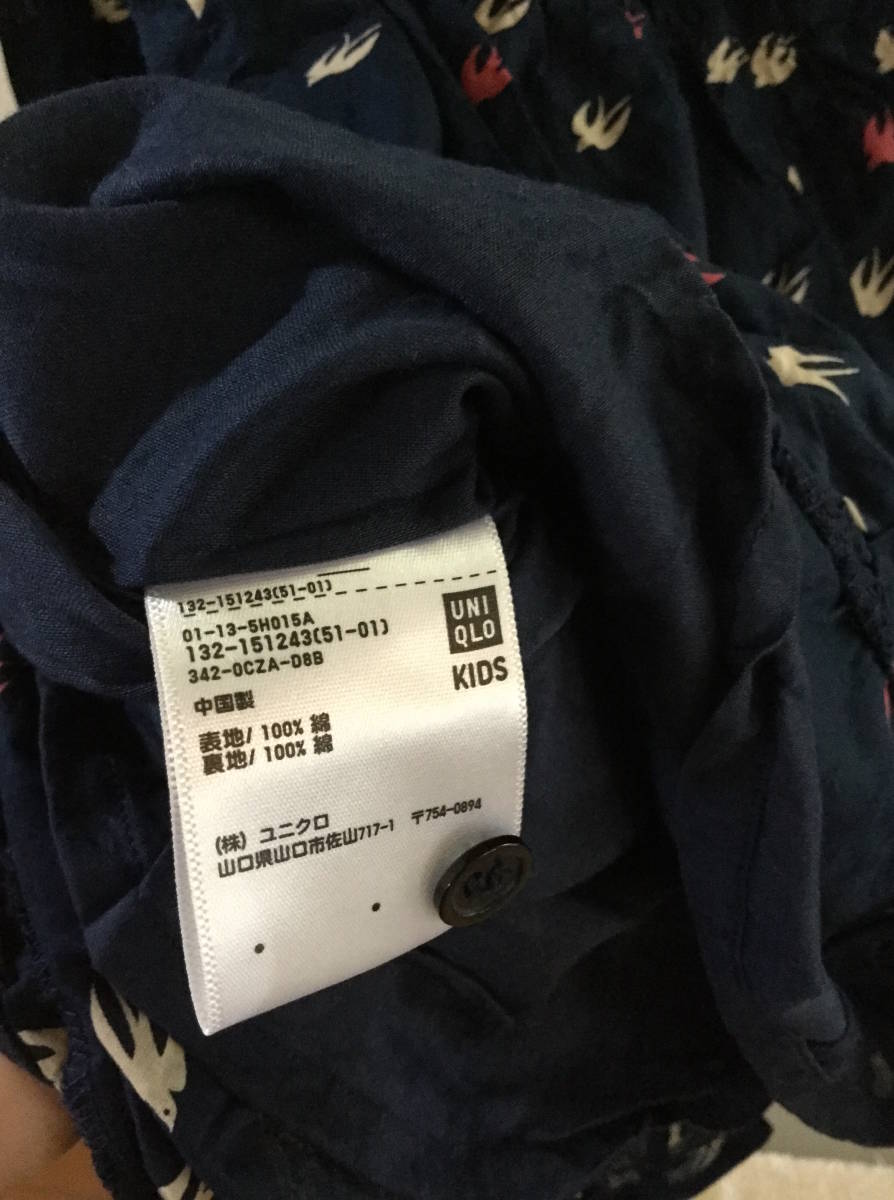 132-151243(51-01)
01-13-5H015A
132-151243(51-01)
342-0CZA-08B
UNI
QLO
KIDS
中国製
表地/ 100% 綿
裏地/ 100% 綿
(株) ユニクロ
山口県山口市佐山717-1 〒754-0894